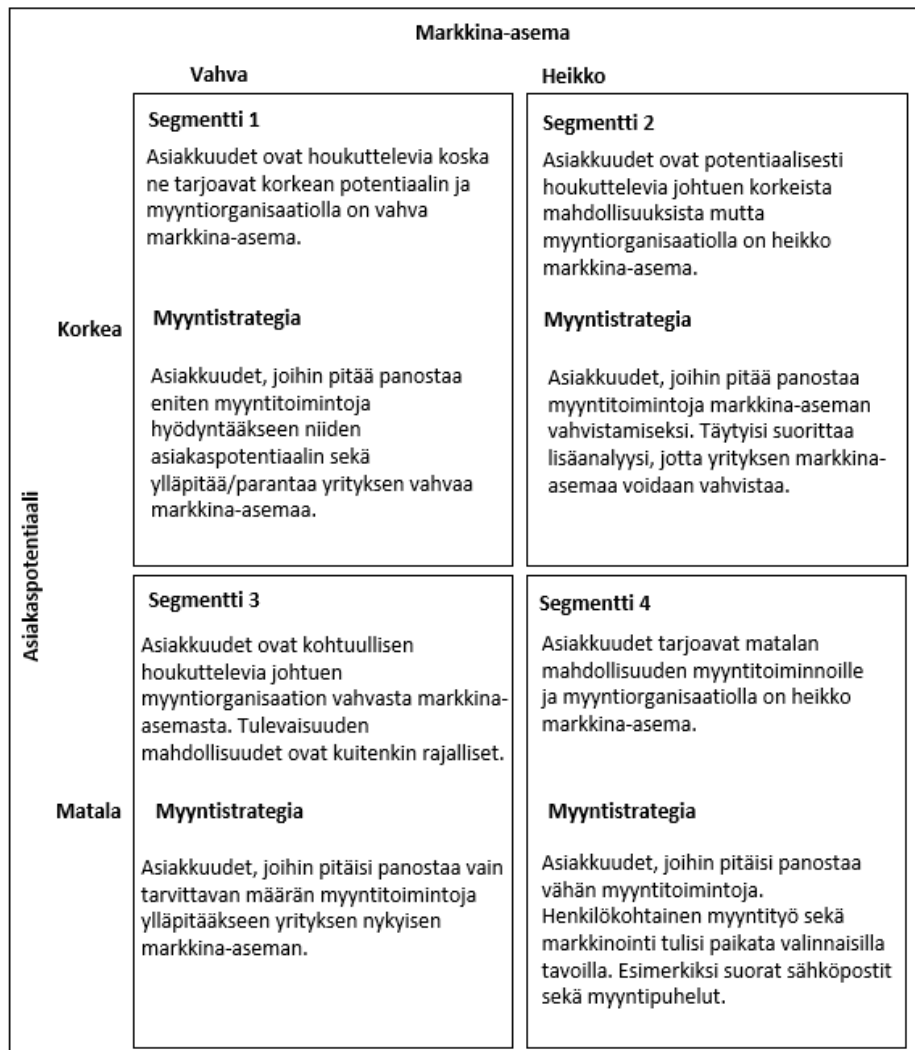 Markkina-asema
Vahva
Heikko
Asiakaspotentiaali
Korkea
Segmentti 1
Asiakkuudet ovat houkuttelevia koska
ne tarjoavat korkean potentiaalin ja
myyntiorganisaatiolla on vahva
markkina-asema.
Myyntistrategia
Asiakkuudet, joihin pitää panostaa
eniten myyntitoimintoja
hyödyntääkseen niiden
asiakaspotentiaalin sekä
ylläpitää/parantaa yrityksen vahvaa
markkina-asemaa.
Segmentti 2
Asiakkuudet ovat potentiaalisesti
houkuttelevia johtuen korkeista
mahdollisuuksista mutta
myyntiorganisaatiolla on heikko
markkina-asema.
Myyntistrategia
Asiakkuudet, joihin pitää panostaa
myyntitoimintoja markkina-aseman
vahvistamiseksi. Täytyisi suorittaa
lisäanalyysi, jotta yrityksen markkina-
asemaa voidaan vahvistaa.
Matala
Segmentti 3
Asiakkuudet ovat kohtuullisen
houkuttelevia johtuen
myyntiorganisaation vahvasta markkina-
asemasta. Tulevaisuuden
mahdollisuudet ovat kuitenkin rajalliset.
Myyntistrategia
Asiakkuudet, joihin pitäisi panostaa vain
tarvittavan määrän myyntitoimintoja
ylläpitääkseen yrityksen nykyisen
markkina-aseman.
Segmentti 4
Asiakkuudet tarjoavat matalan
mahdollisuuden myyntitoiminnoille
ja myyntiorganisaatiolla on heikko
markkina-asema.
Myyntistrategia
Asiakkuudet, joihin pitäisi panostaa
vähän myyntitoimintoja.
Henkilökohtainen myyntityö sekä
markkinointi tulisi paikata valinnaisilla
tavoilla. Esimerkiksi suorat sähköpostit
sekä myyntipuhelut.